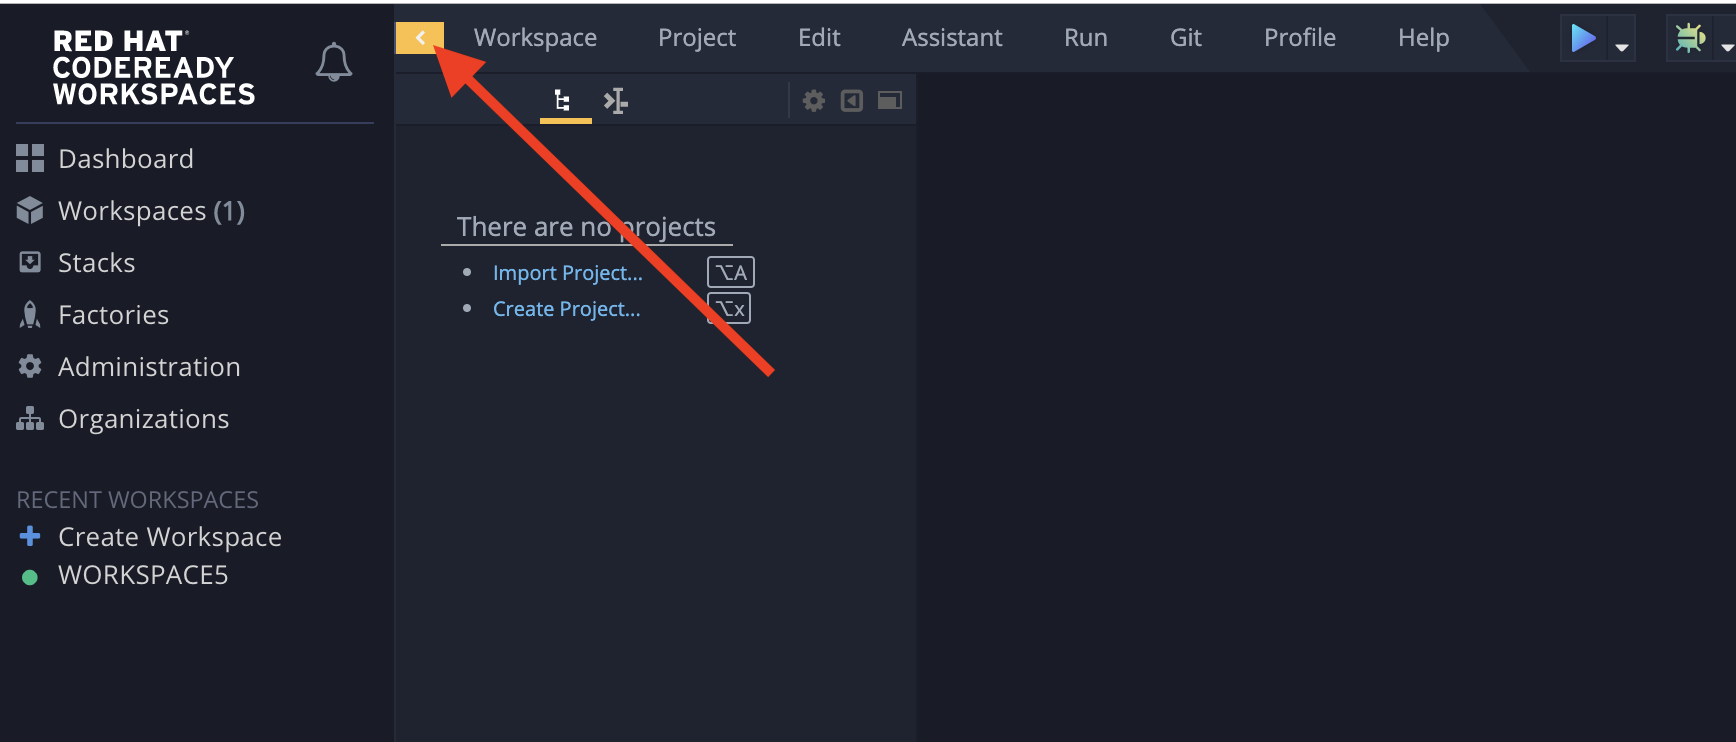 RED HAT
CODEREADY
WORKSPACES
Dashboard
Workspaces (1)
Stacks
Factories
Administration
Organizations
RECENT WORKSPACES
Create Workspace
WORKSPACE5
Workspace Project Edit Assistant Run Git Profile Help
There are no projects
Import Project... ⌥A
Create Project... ⌥x